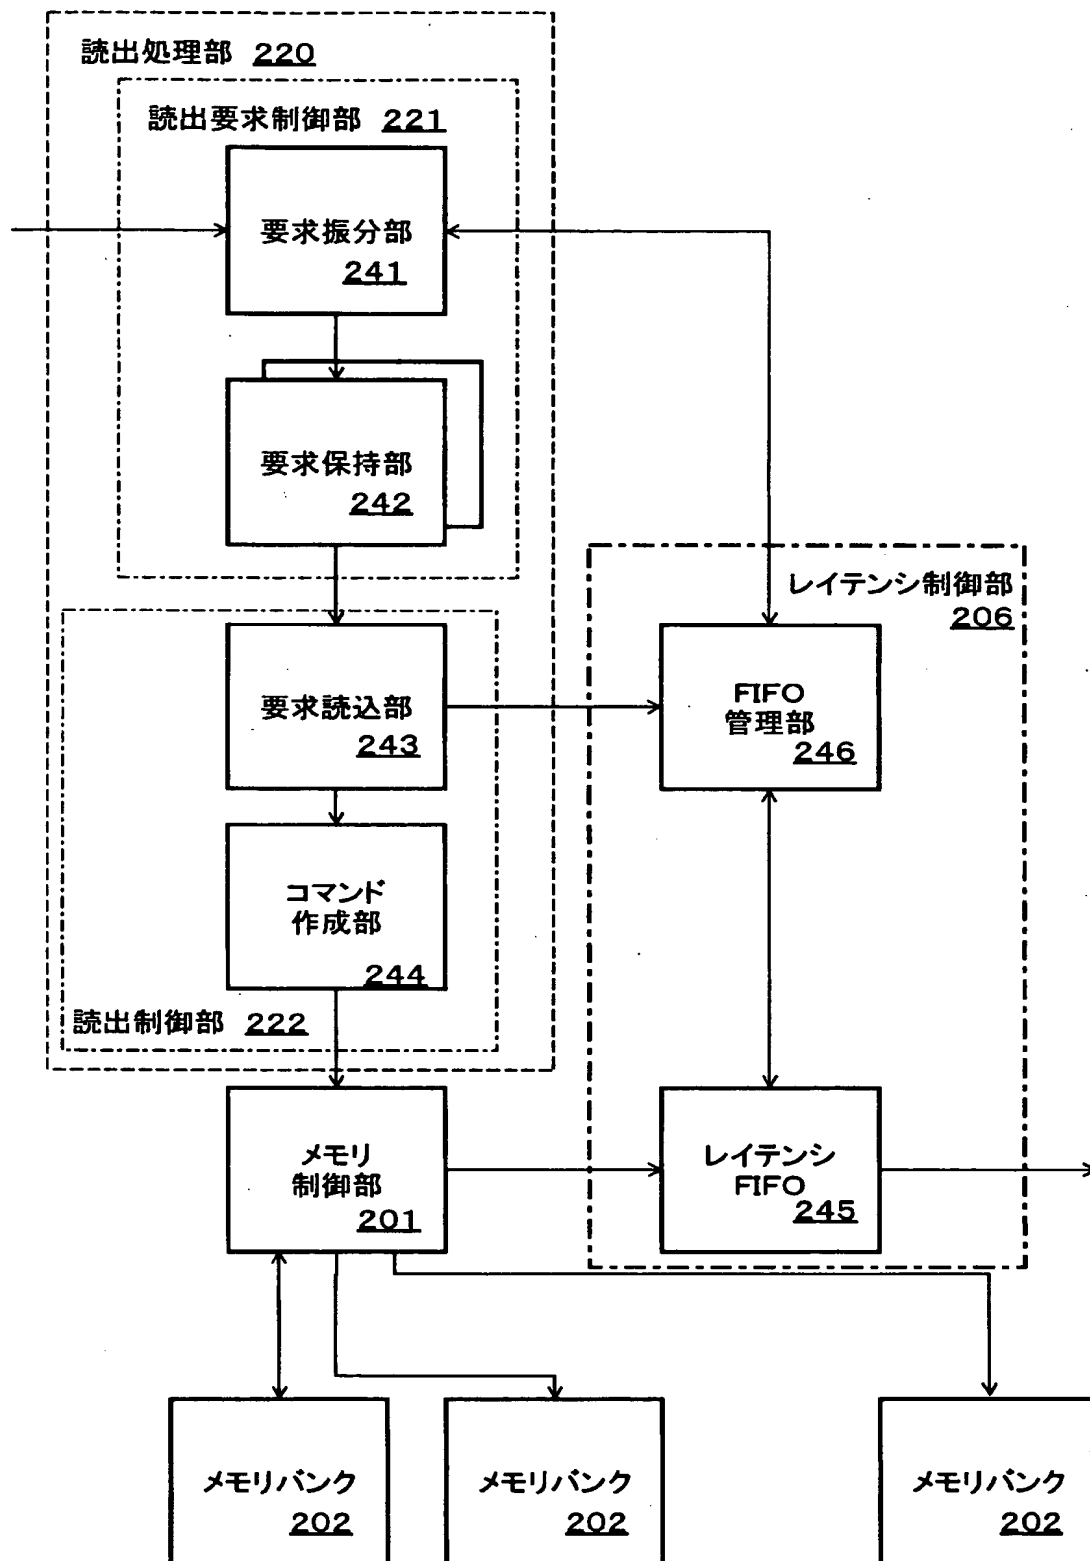 読出処理部 220
読出要求制御部 221
要求振分部
241
要求保持部
242
レイテンシ制御部
206
要求読込部
243
FIFO
管理部
246
コマンド
作成部
244
読出制御部 222
メモリ
制御部
201
レイテンシ
FIFO
245
メモリバンク
202
メモリバンク
202
メモリバンク
202